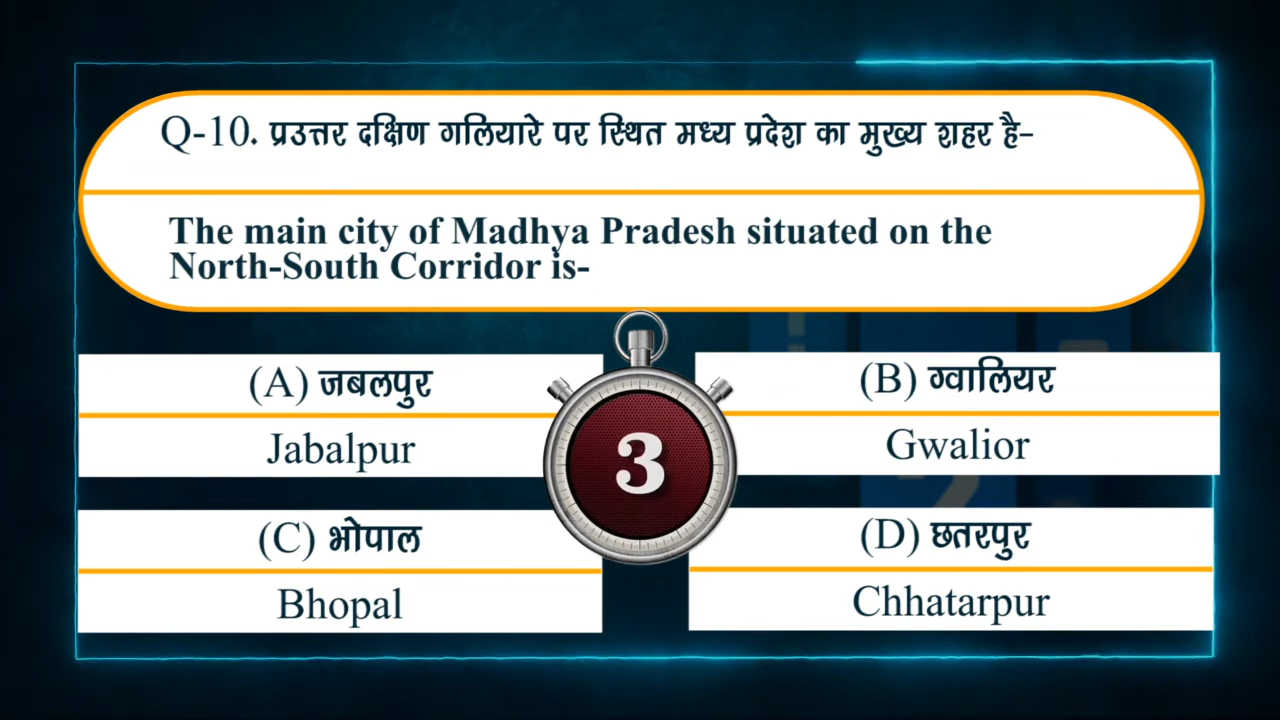 Q-10. प्रउत्तर दक्षिण गलियारे पर स्थित मध्य प्रदेश का मुख्य शहर है-
The main city of Madhya Pradesh situated on the
North-South Corridor is-
(A) जबलपुर
Jabalpur
(B) ग्वालियर
Gwalior
3
(C) भोपाल
Bhopal
(D) छतरपुर
Chhatarpur